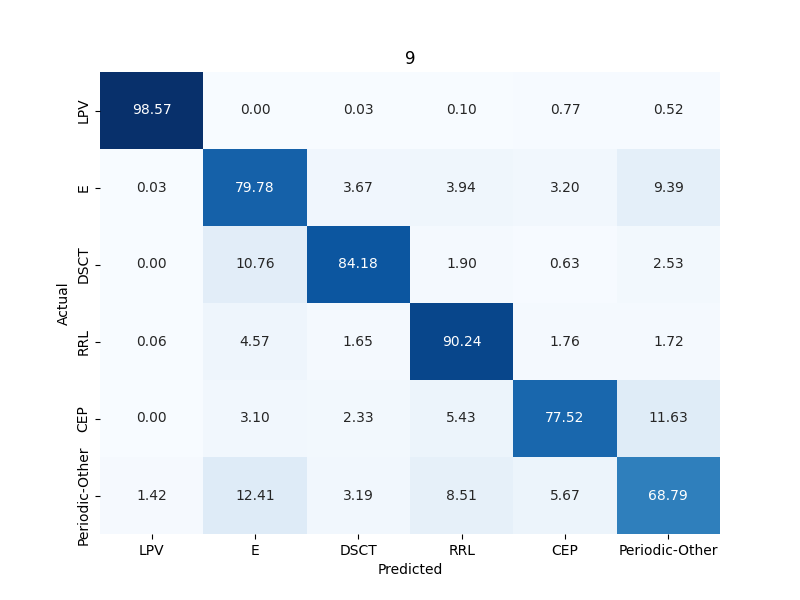 9
LPV 98.57 0.00 0.03 0.10 0.77 0.52
E 0.03 79.78 3.67 3.94 3.20 9.39
DSCT 0.00 10.76 84.18 1.90 0.63 2.53
Actual
RRL 0.06 4.57 1.65 90.24 1.76 1.72
CEP 0.00 3.10 2.33 5.43 77.52 11.63
Periodic-Other 1.42 12.41 3.19 8.51 5.67 68.79
LPV E DSCT RRL CEP Periodic-Other
Predicted